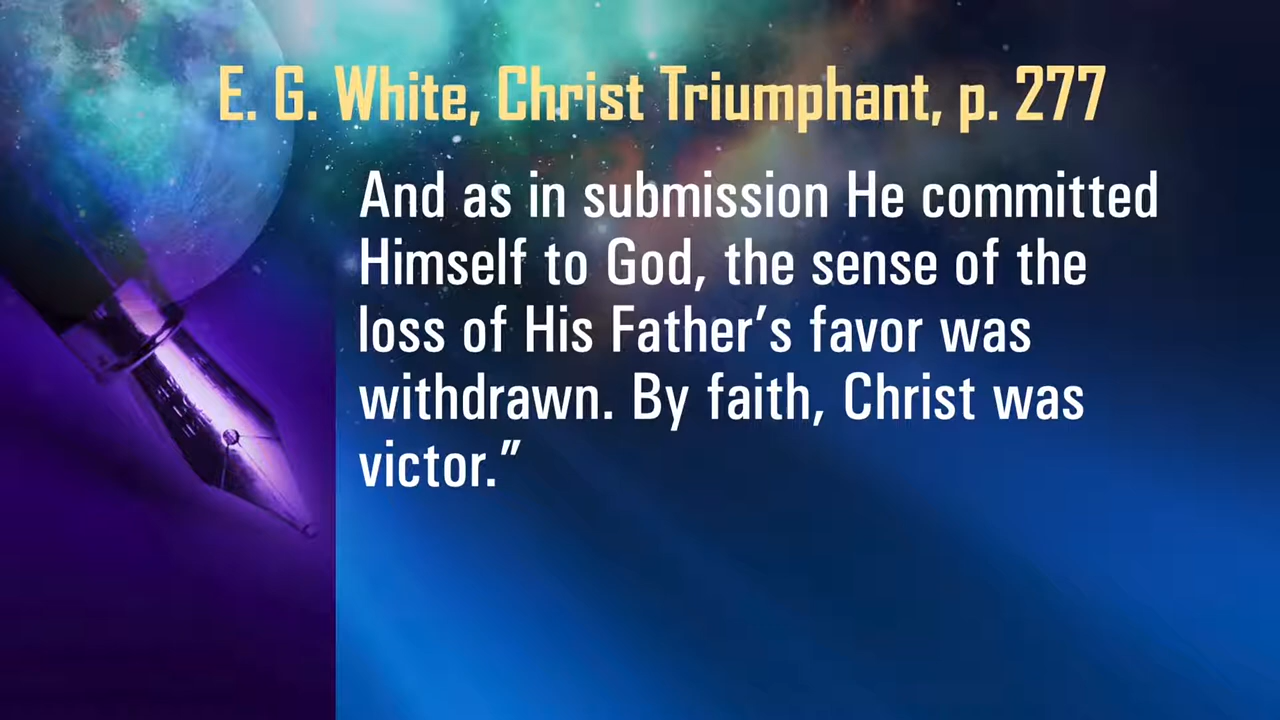 E. G. White, Christ Triumphant, p. 277
And as in submission He committed
Himself to God, the sense of the
loss of His Father’s favor was
withdrawn. By faith, Christ was
victor.”